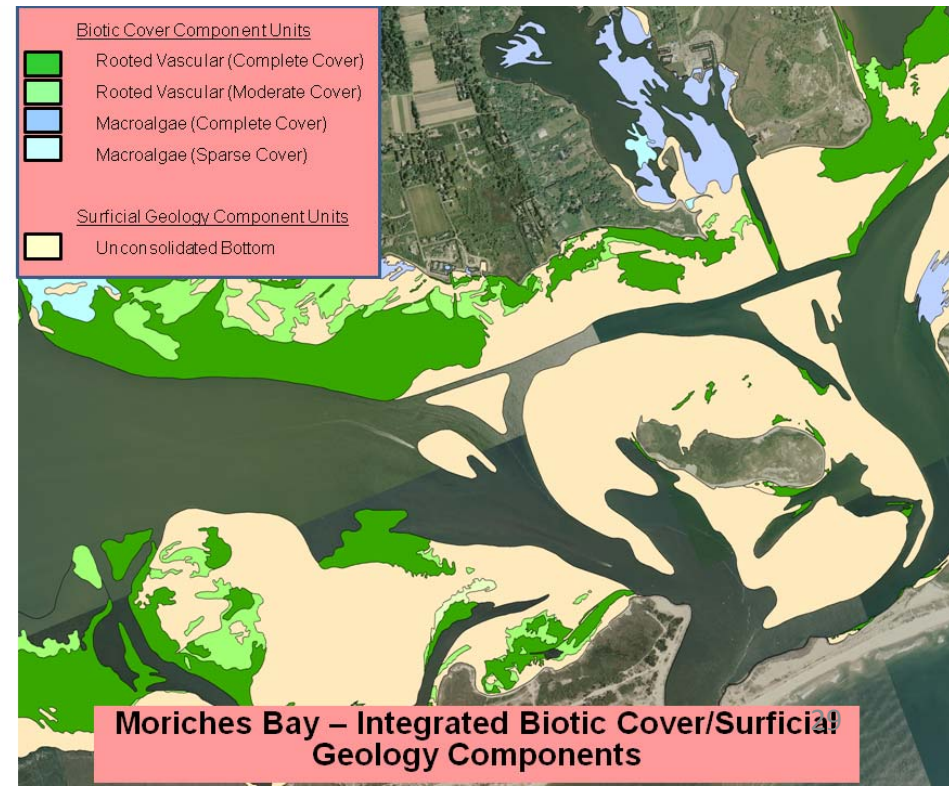 Biotic Cover Component Units
Rooted Vascular (Complete Cover)
Rooted Vascular (Moderate Cover)
Macroalgae (Complete Cover)
Macroalgae (Sparse Cover)
Surficial Geology Component Units
Unconsolidated Bottom
29
Moriches Bay – Integrated Biotic Cover/Surficial
Geology Components